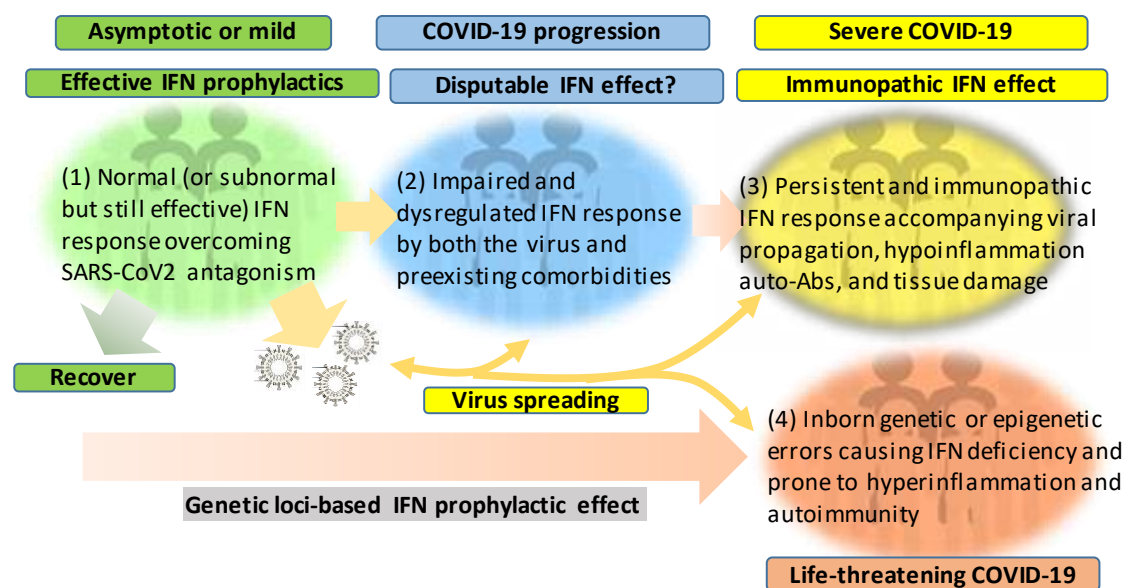 Asymptotic or mild
COVID-19 progression
Severe COVID-19
Effective IFN prophylactics
Disputable IFN effect?
Immunopathic IFN effect
(1) Normal (or subnormal
but still effective) IFN
response overcoming
SARS-CoV2 antagonism
(2) Impaired and
dysregulated IFN response
by both the virus and
preexisting comorbidities
(3) Persistent and immunopathic
IFN response accompanying viral
propagation, hypoinflammation
auto-Abs, and tissue damage
Recover
Virus spreading
(4) Inborn genetic or epigenetic
errors causing IFN deficiency and
prone to hyperinflammation and
autoimmunity
Genetic loci-based IFN prophylactic effect
Life-threatening COVID-19